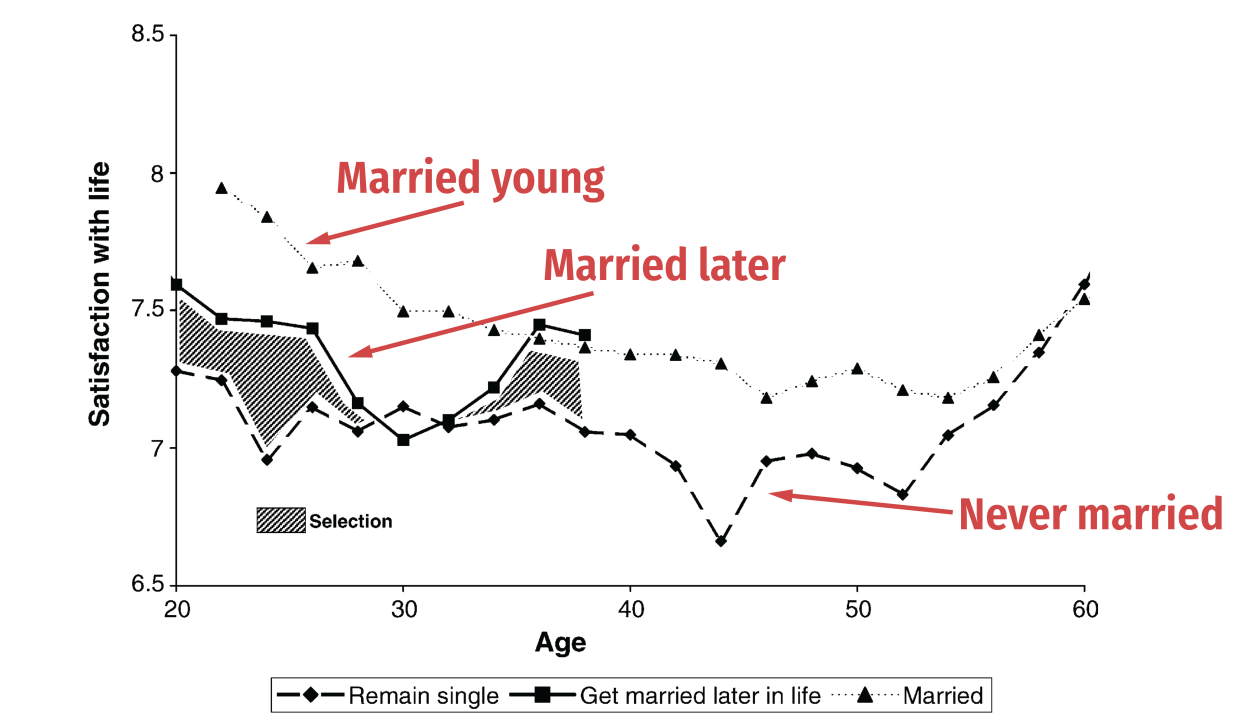 8.5
8
7.5
7
6.5
Satisfaction with life
Married young
Married later
Never married
Selection
20 30 40 50 60
Age
Remain single Get married later in life Married